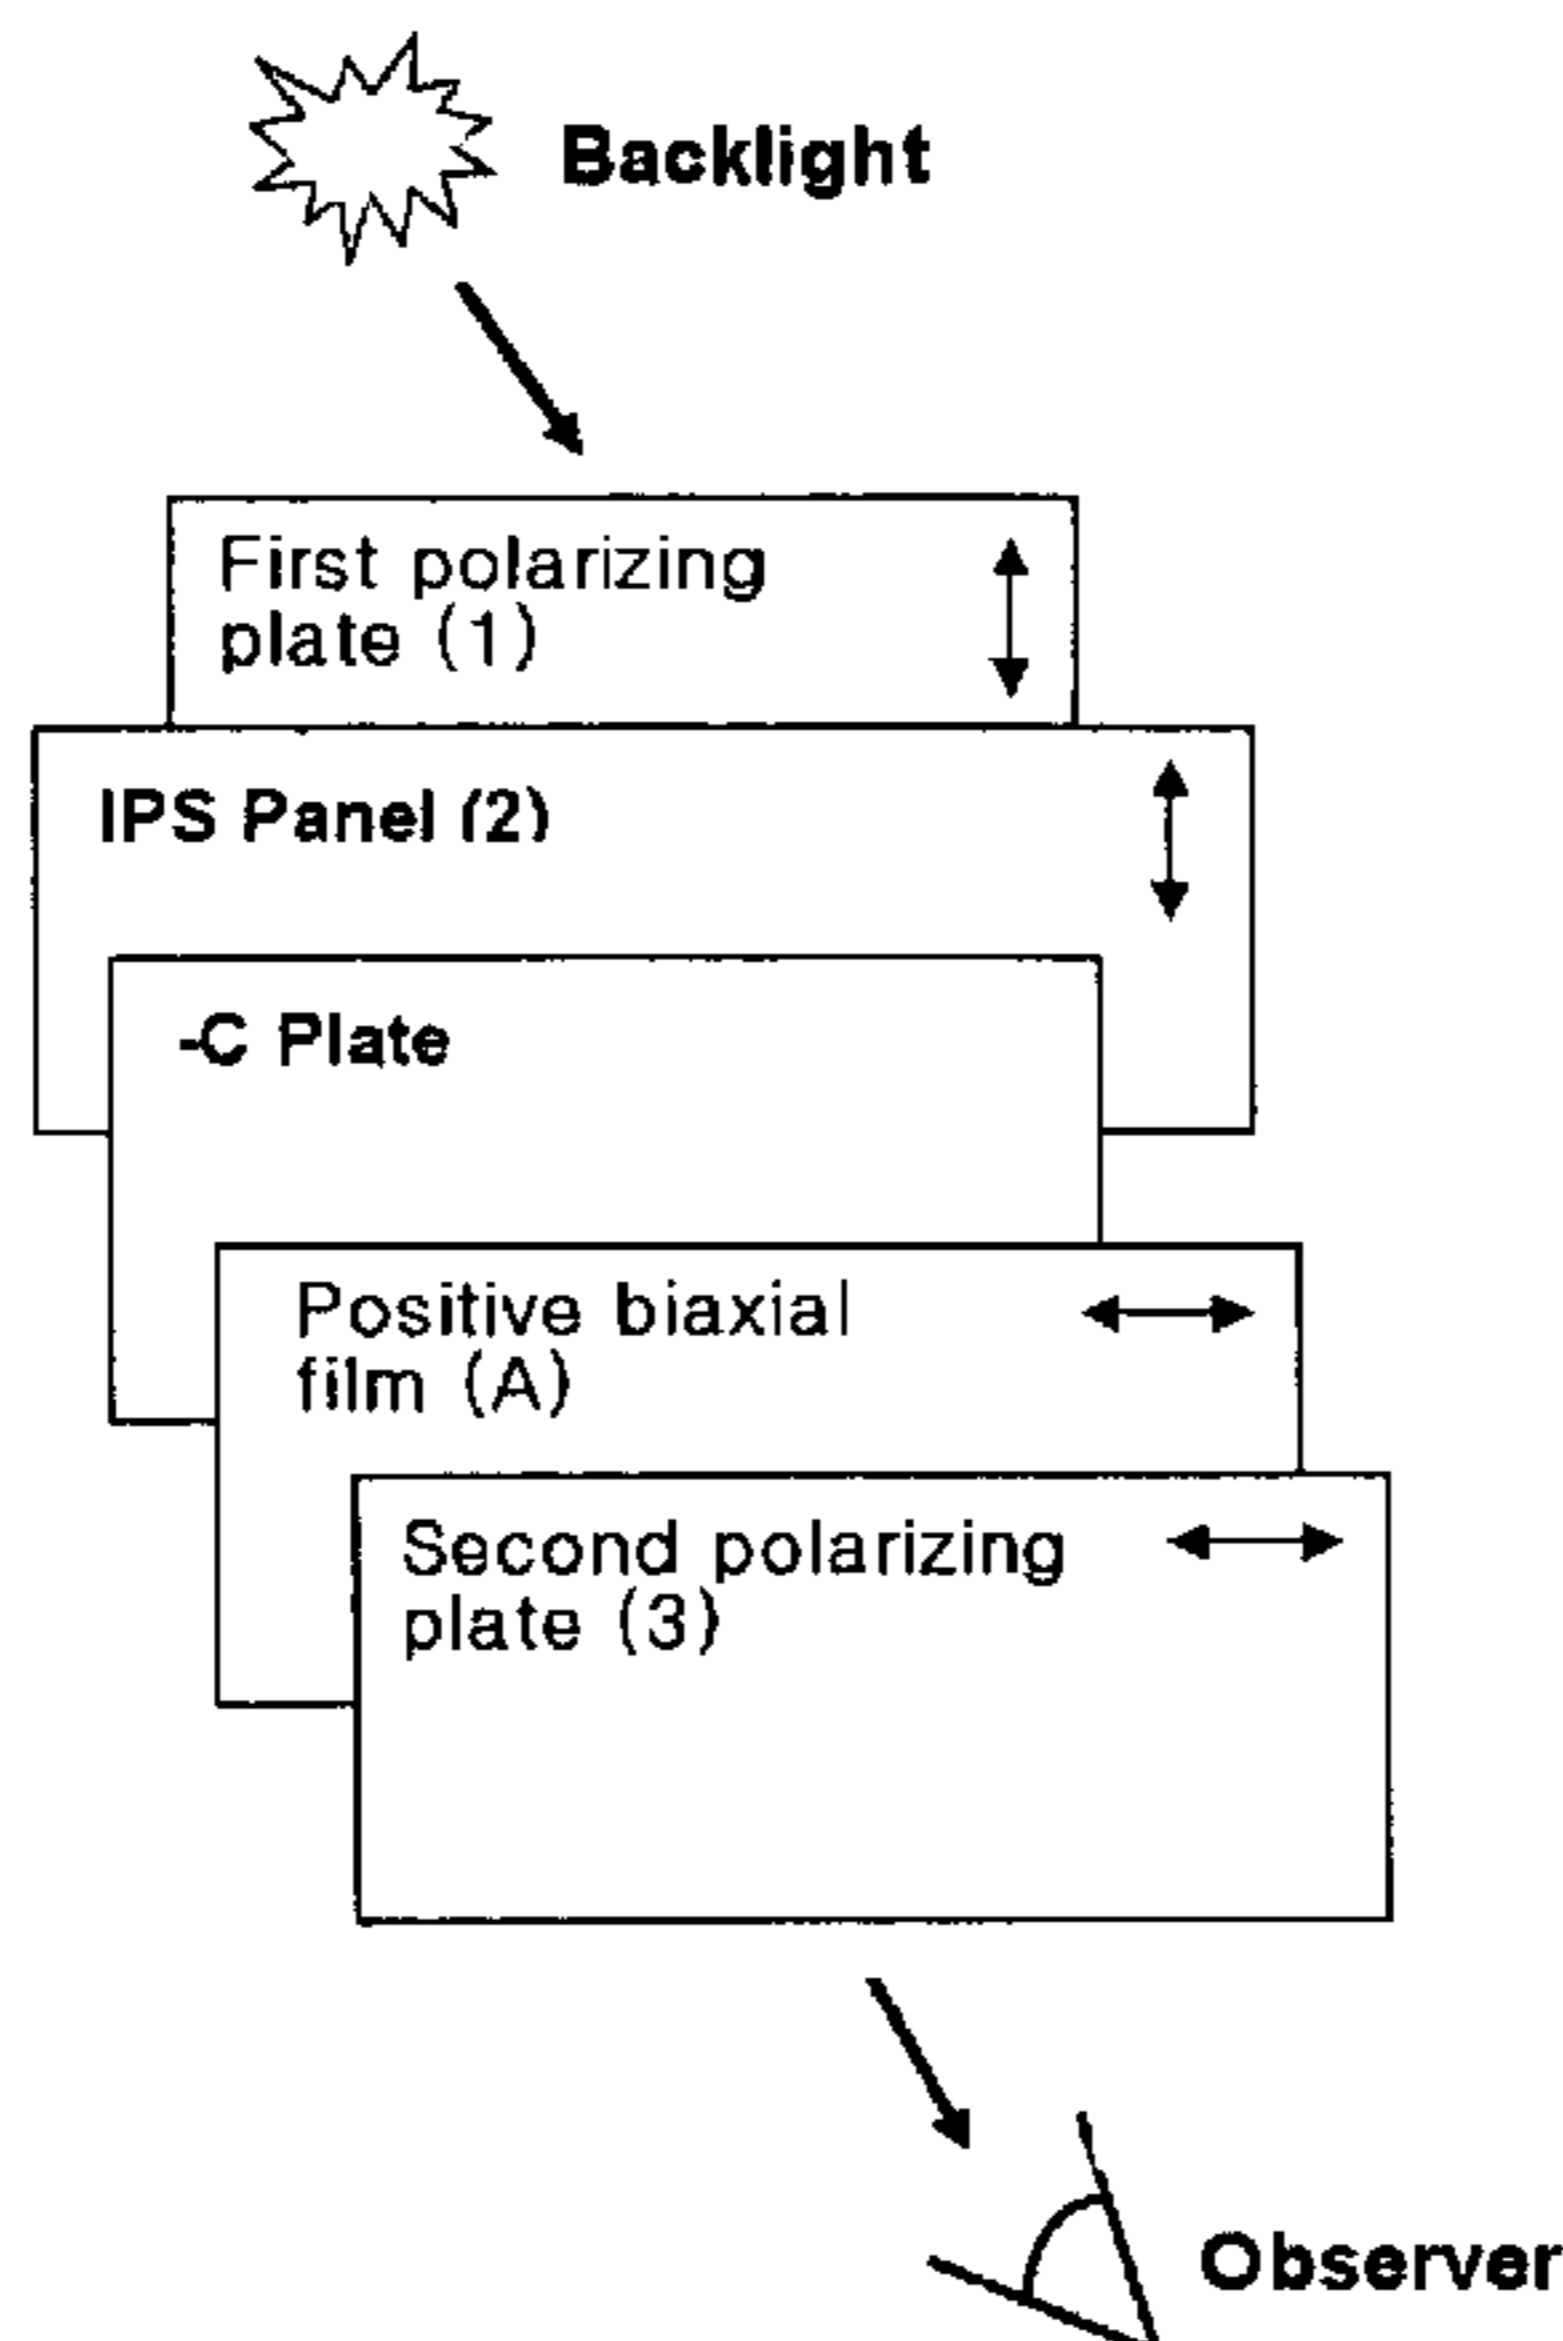 Backlight
First polarizing
plate (1)
IPS Panel (2)
-C Plate
Positive biaxial
film (A)
Second polarizing
plate (3)
Observer